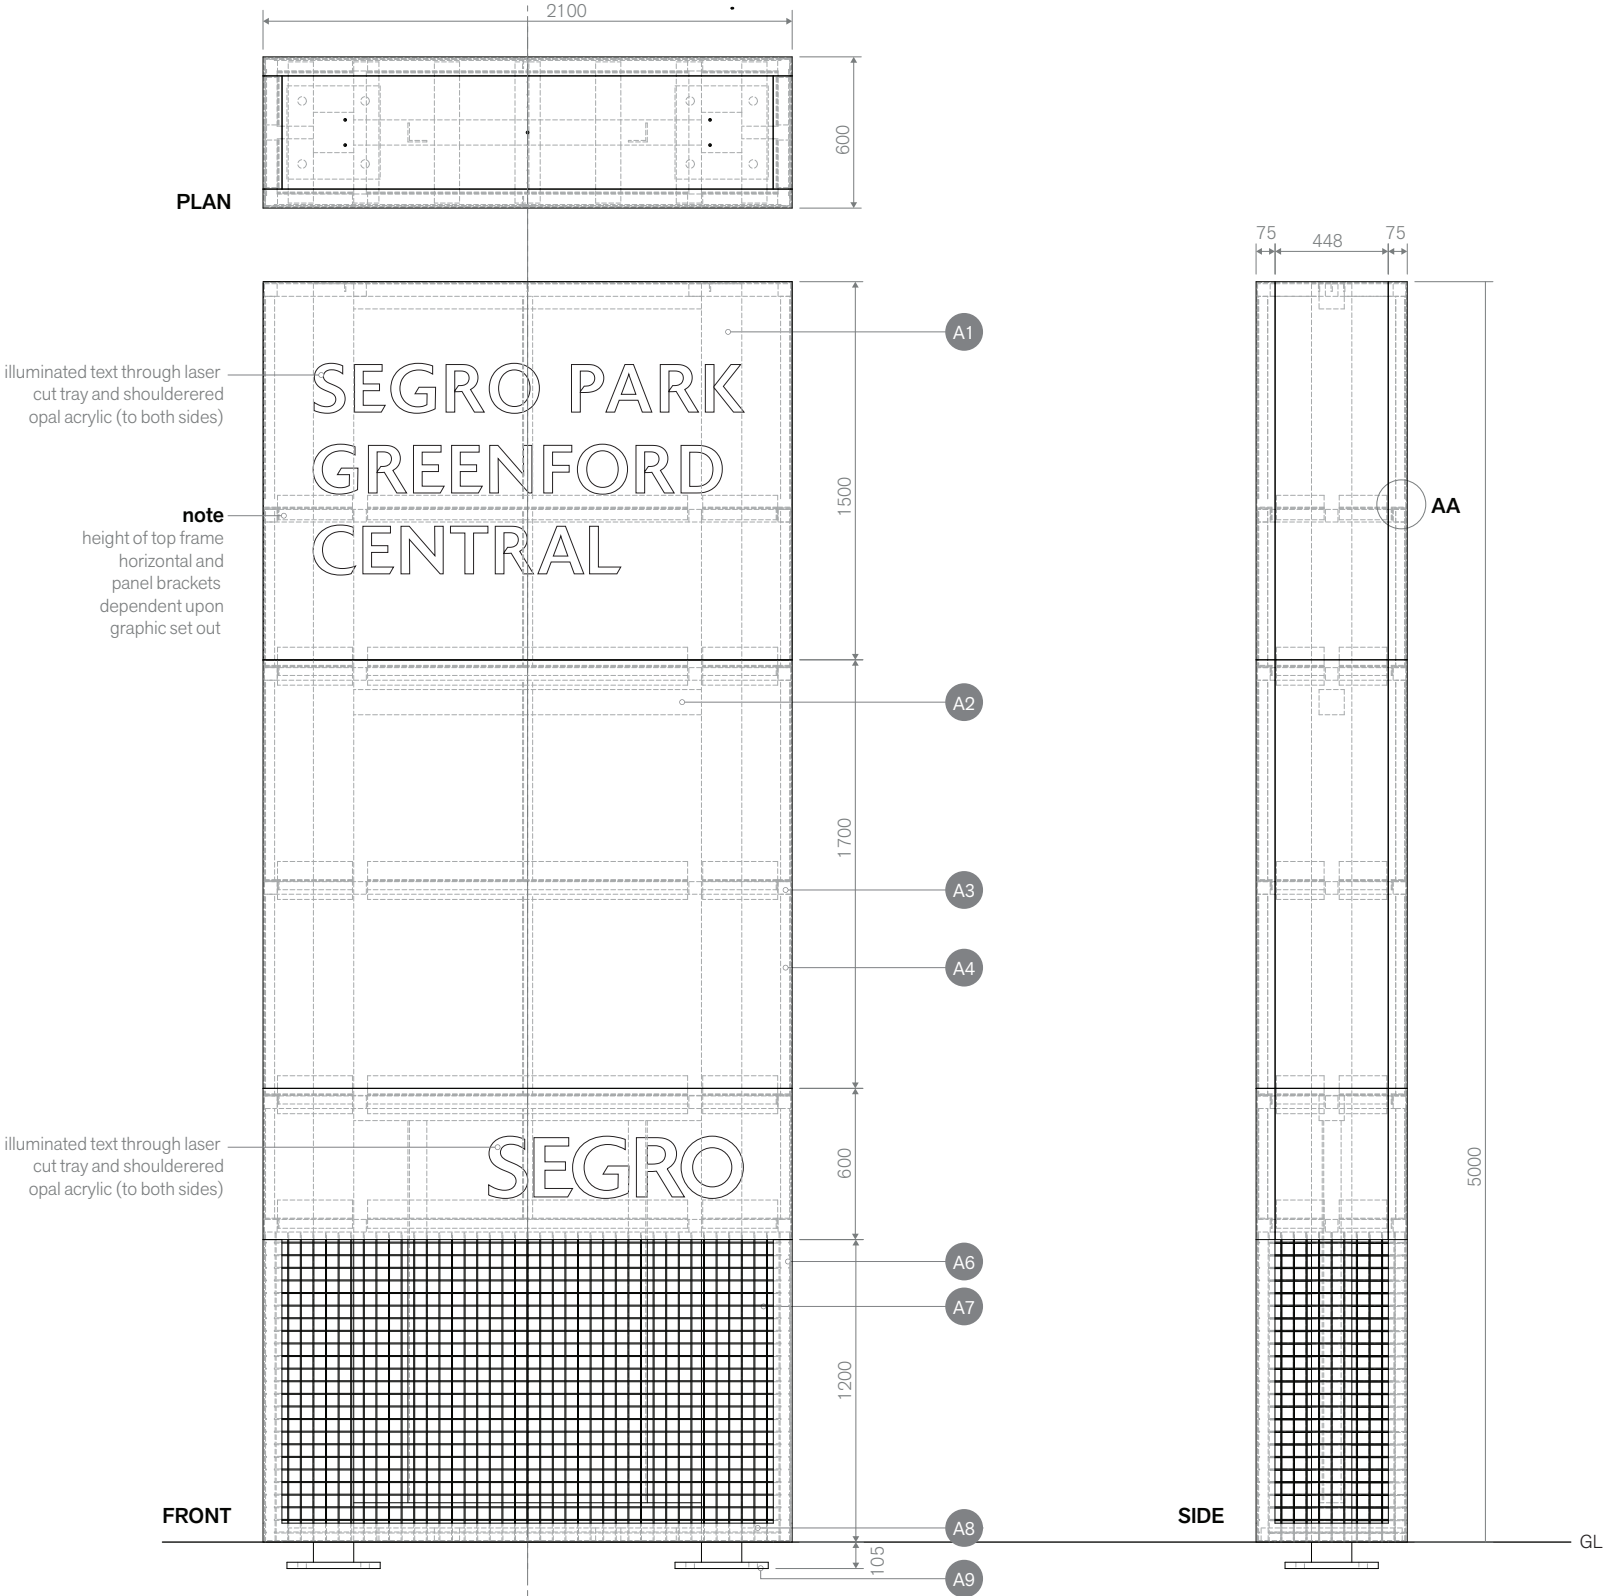 2100
600
PLAN
75
448
75
A1
illuminated text through laser
cut tray and shoulderered
opal acrylic (to both sides)
SEGRO PARK
GREENFORD
CENTRAL
1500
AA
note
height of top frame
horizontal and
panel brackets
dependent upon
graphic set out
A2
1700
A3
A4
illuminated text through laser
cut tray and shoulderered
opal acrylic (to both sides)
SEGRO
600
5000
A6
A7
1200
FRONT
A8
SIDE
GL
105
A9